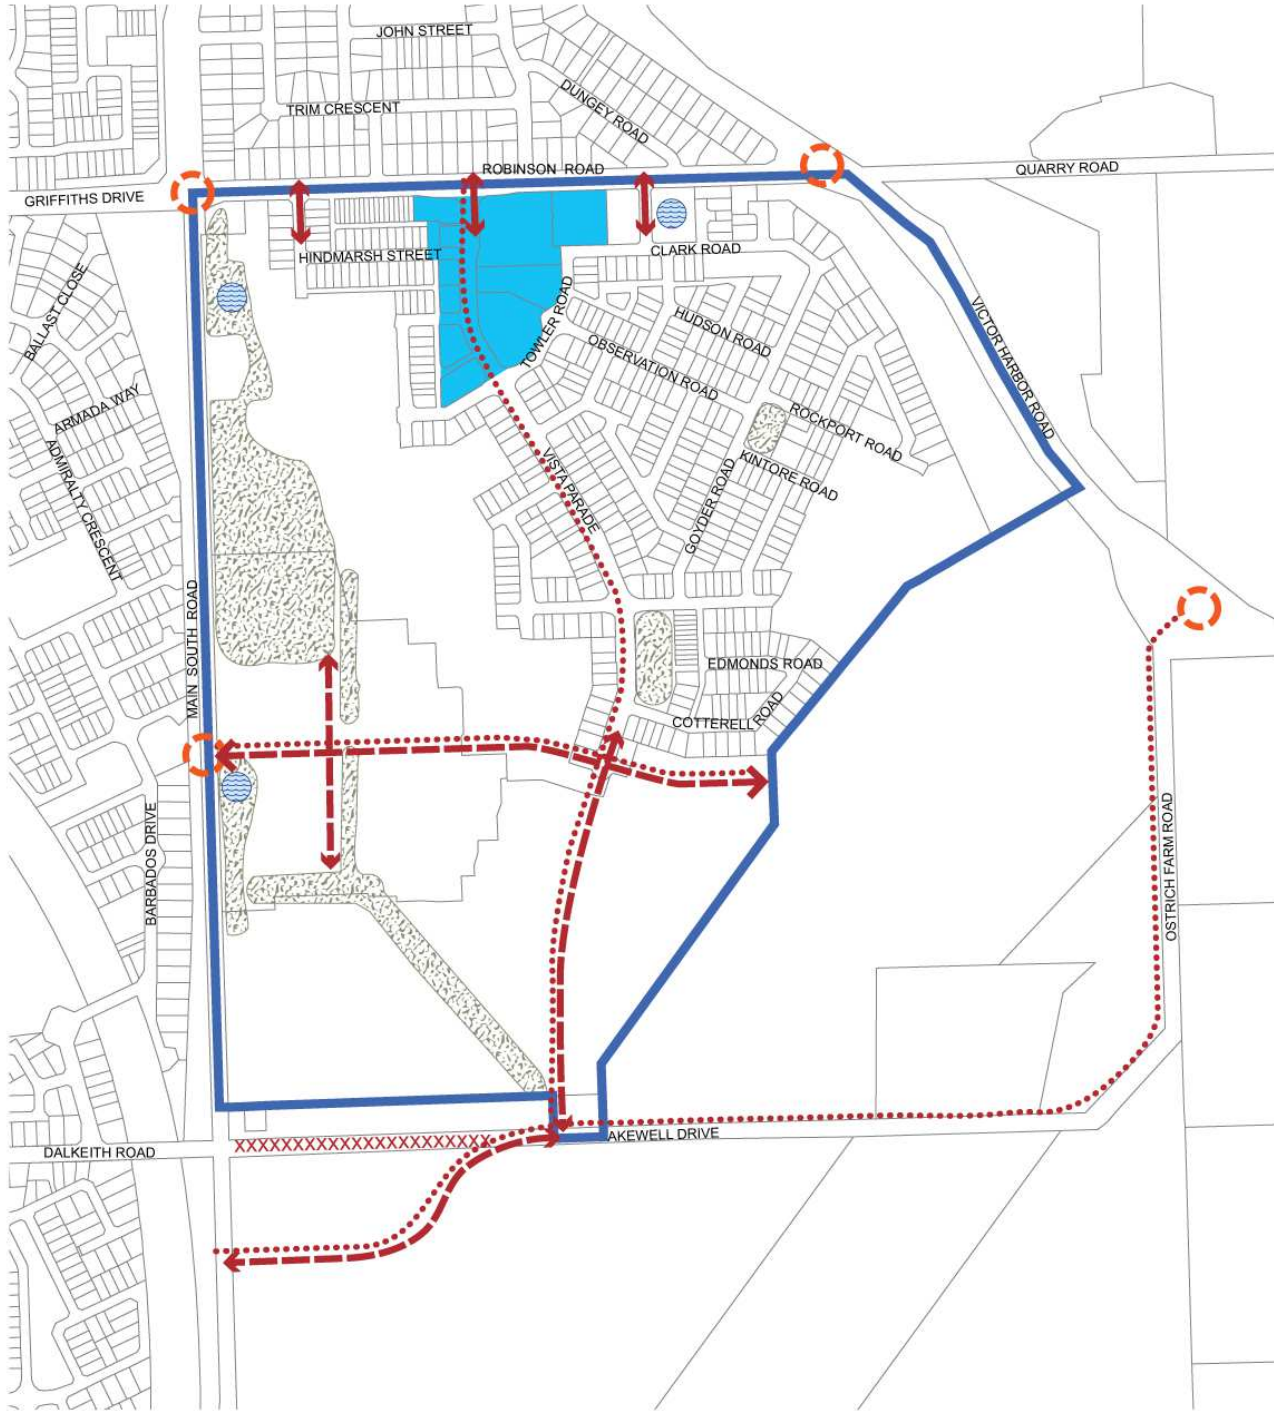 JOHN STREET
DUNGEY ROAD
TRIM CRESCENT
ROBINSON ROAD
QUARRY ROAD
GRIFFITHS DRIVE
HINDMARSH STREET
CLARK ROAD
BALLAST CLOSE
TOWLER ROAD
HUDSON ROAD
VICTOR HARBOR ROAD
OBSERVATION ROAD
ARMADA WAY
ROCKPORT ROAD
ADMIRALTY CRESCENT
VISTA PARADE
KINTORE ROAD
GOYDER ROAD
MAIN SOUTH ROAD
EDMONDS ROAD
COTTERELL ROAD
BARBADOS DRIVE
OSTRICH FARM ROAD
XXXXXXXXXXXXXXXXXXXXXX
AKEWELL DRIVE
DALKEITH ROAD